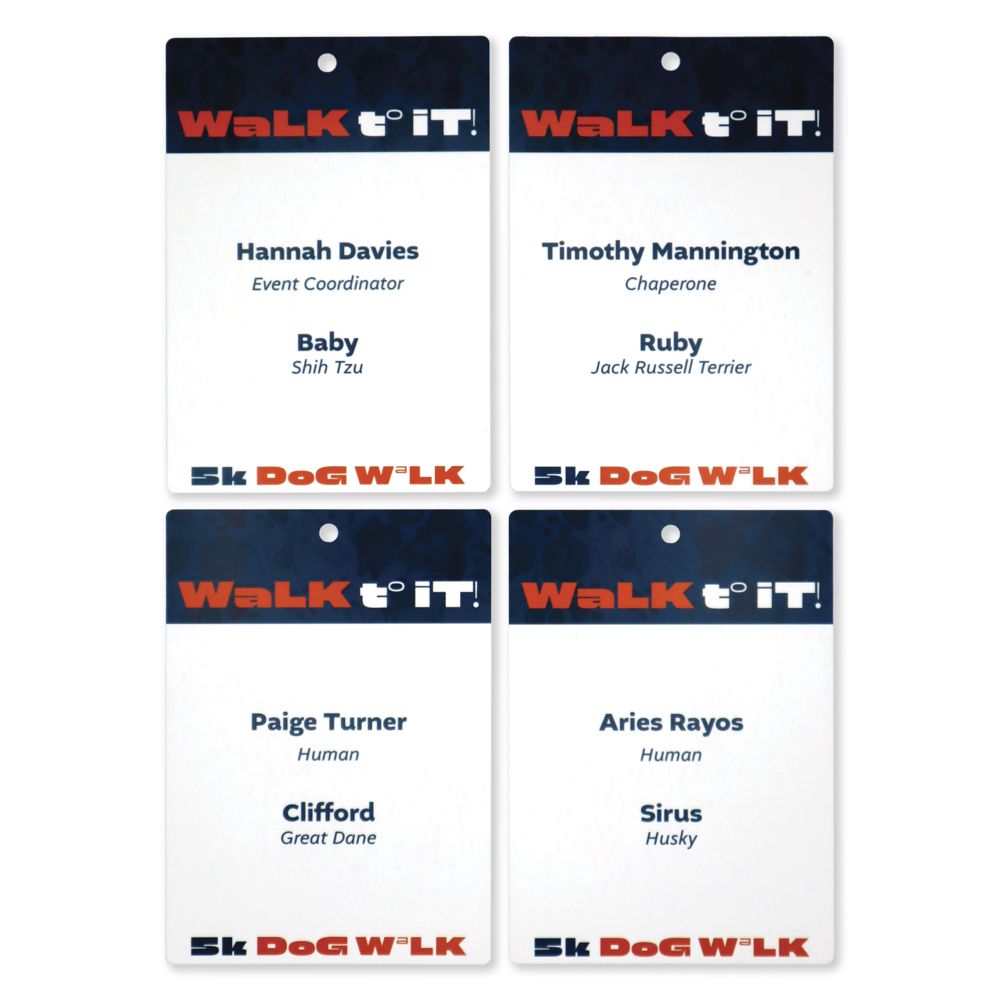 WaLK to iT!
Hannah Davies
Event Coordinator
Baby
Shih Tzu
5k DoG WaLK
WaLK to iT!
Timothy Mannington
Chaperone
Ruby
Jack Russell Terrier
5k DoG WaLK
WaLK to iT!
Paige Turner
Human
Clifford
Great Dane
5k DoG WaLK
WaLK to iT!
Aries Rayos
Human
Sirus
Husky
5k DoG WaLK